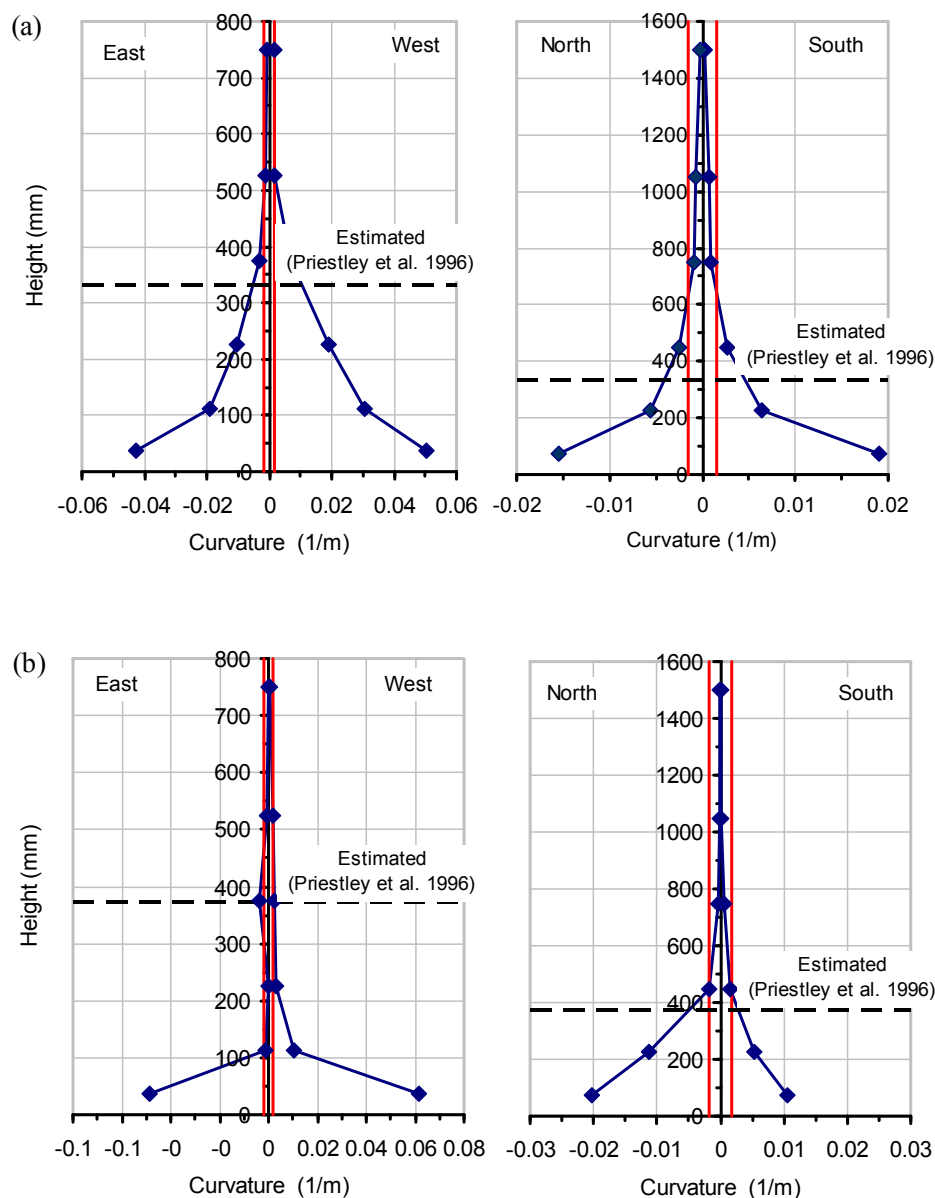 (a)
800
700
600
500
400
300
200
100
0
East
West
Estimated
(Priestley et al. 1996)
Height (mm)
-0.06 -0.04 -0.02 0 0.02 0.04 0.06
Curvature (1/m)
1600
1400
1200
1000
800
600
400
200
0
North
South
Estimated
(Priestley et al. 1996)
-0.02 -0.01 0 0.01 0.02
Curvature (1/m)
(b)
800
700
600
500
400
300
200
100
0
East
West
Estimated
(Priestley et al. 1996)
Height (mm)
-0.1 -0.1 -0 -0 0 0.02 0.04 0.06 0.08
Curvature (1/m)
1600
1400
1200
1000
800
600
400
200
0
North
South
Estimated
(Priestley et al. 1996)
-0.03 -0.02 -0.01 0 0.01 0.02 0.03
Curvature (1/m)